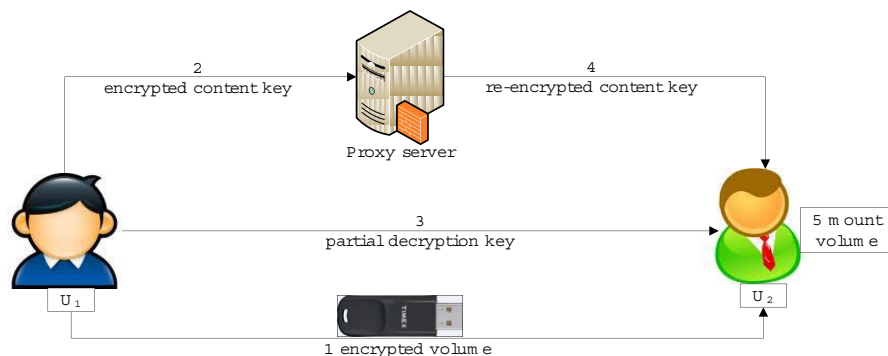 2
encrypted content key
4
re-encrypted content key
Proxy server
3
partial decryption key
5 mount
volume
U₁
U₂
TIMEX
1 encrypted volume